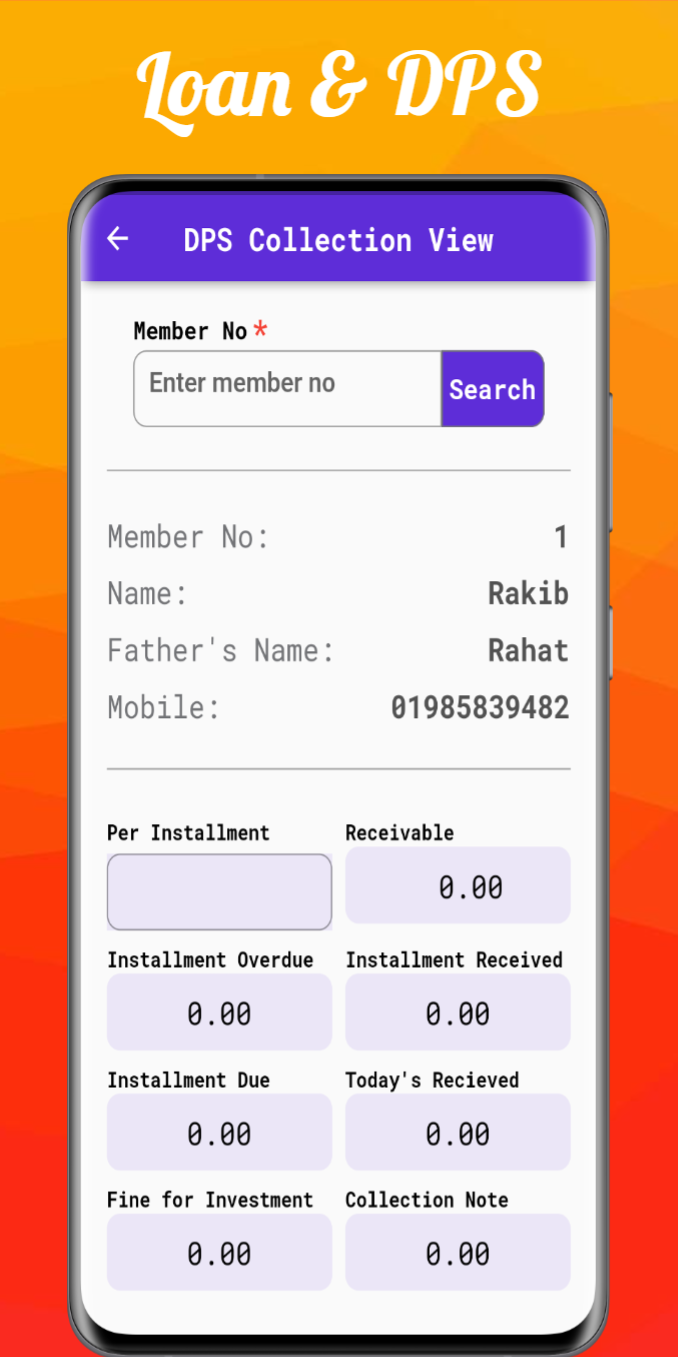 Loan & DPS
DPS Collection View
Member No*
Enter member no
Search
Member No: 1
Name: Rakib
Father's Name: Rahat
Mobile: 01985839482
Per Installment Receivable
0.00
Installment Overdue Installment Received
0.00 0.00
Installment Due Today's Recieved
0.00 0.00
Fine for Investment Collection Note
0.00 0.00